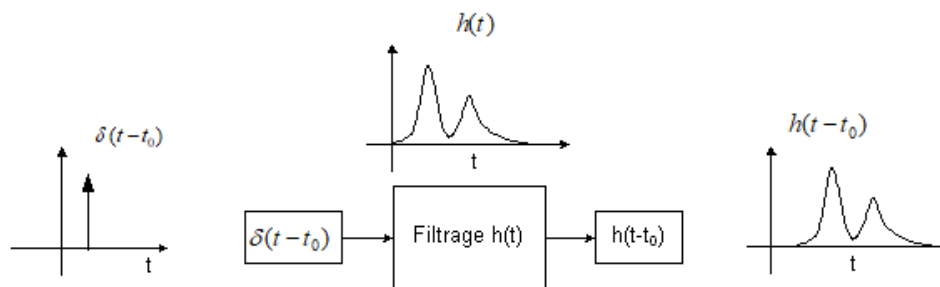 h(t)
δ(t−t₀)
t
t
δ(t−t₀)
Filtrage h(t)
h(t-t₀)
h(t−t₀)
t